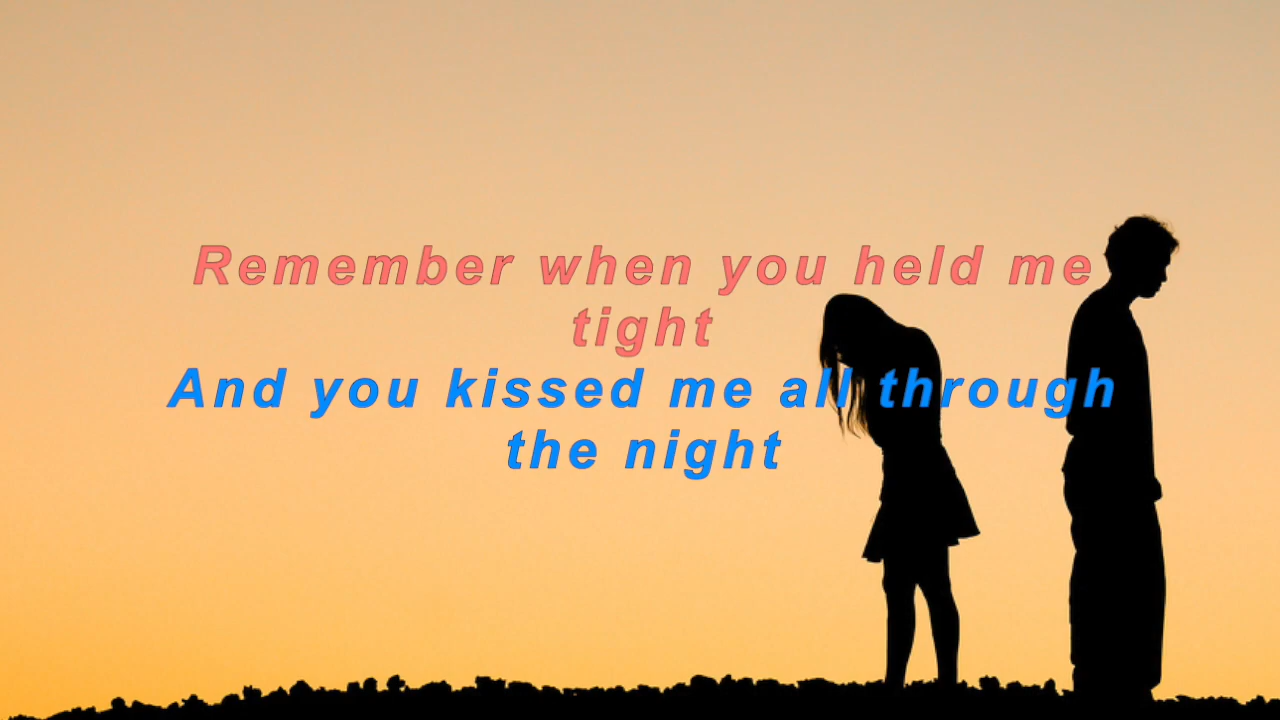 Remember when you held me
tight
And you kissed me all through
the night